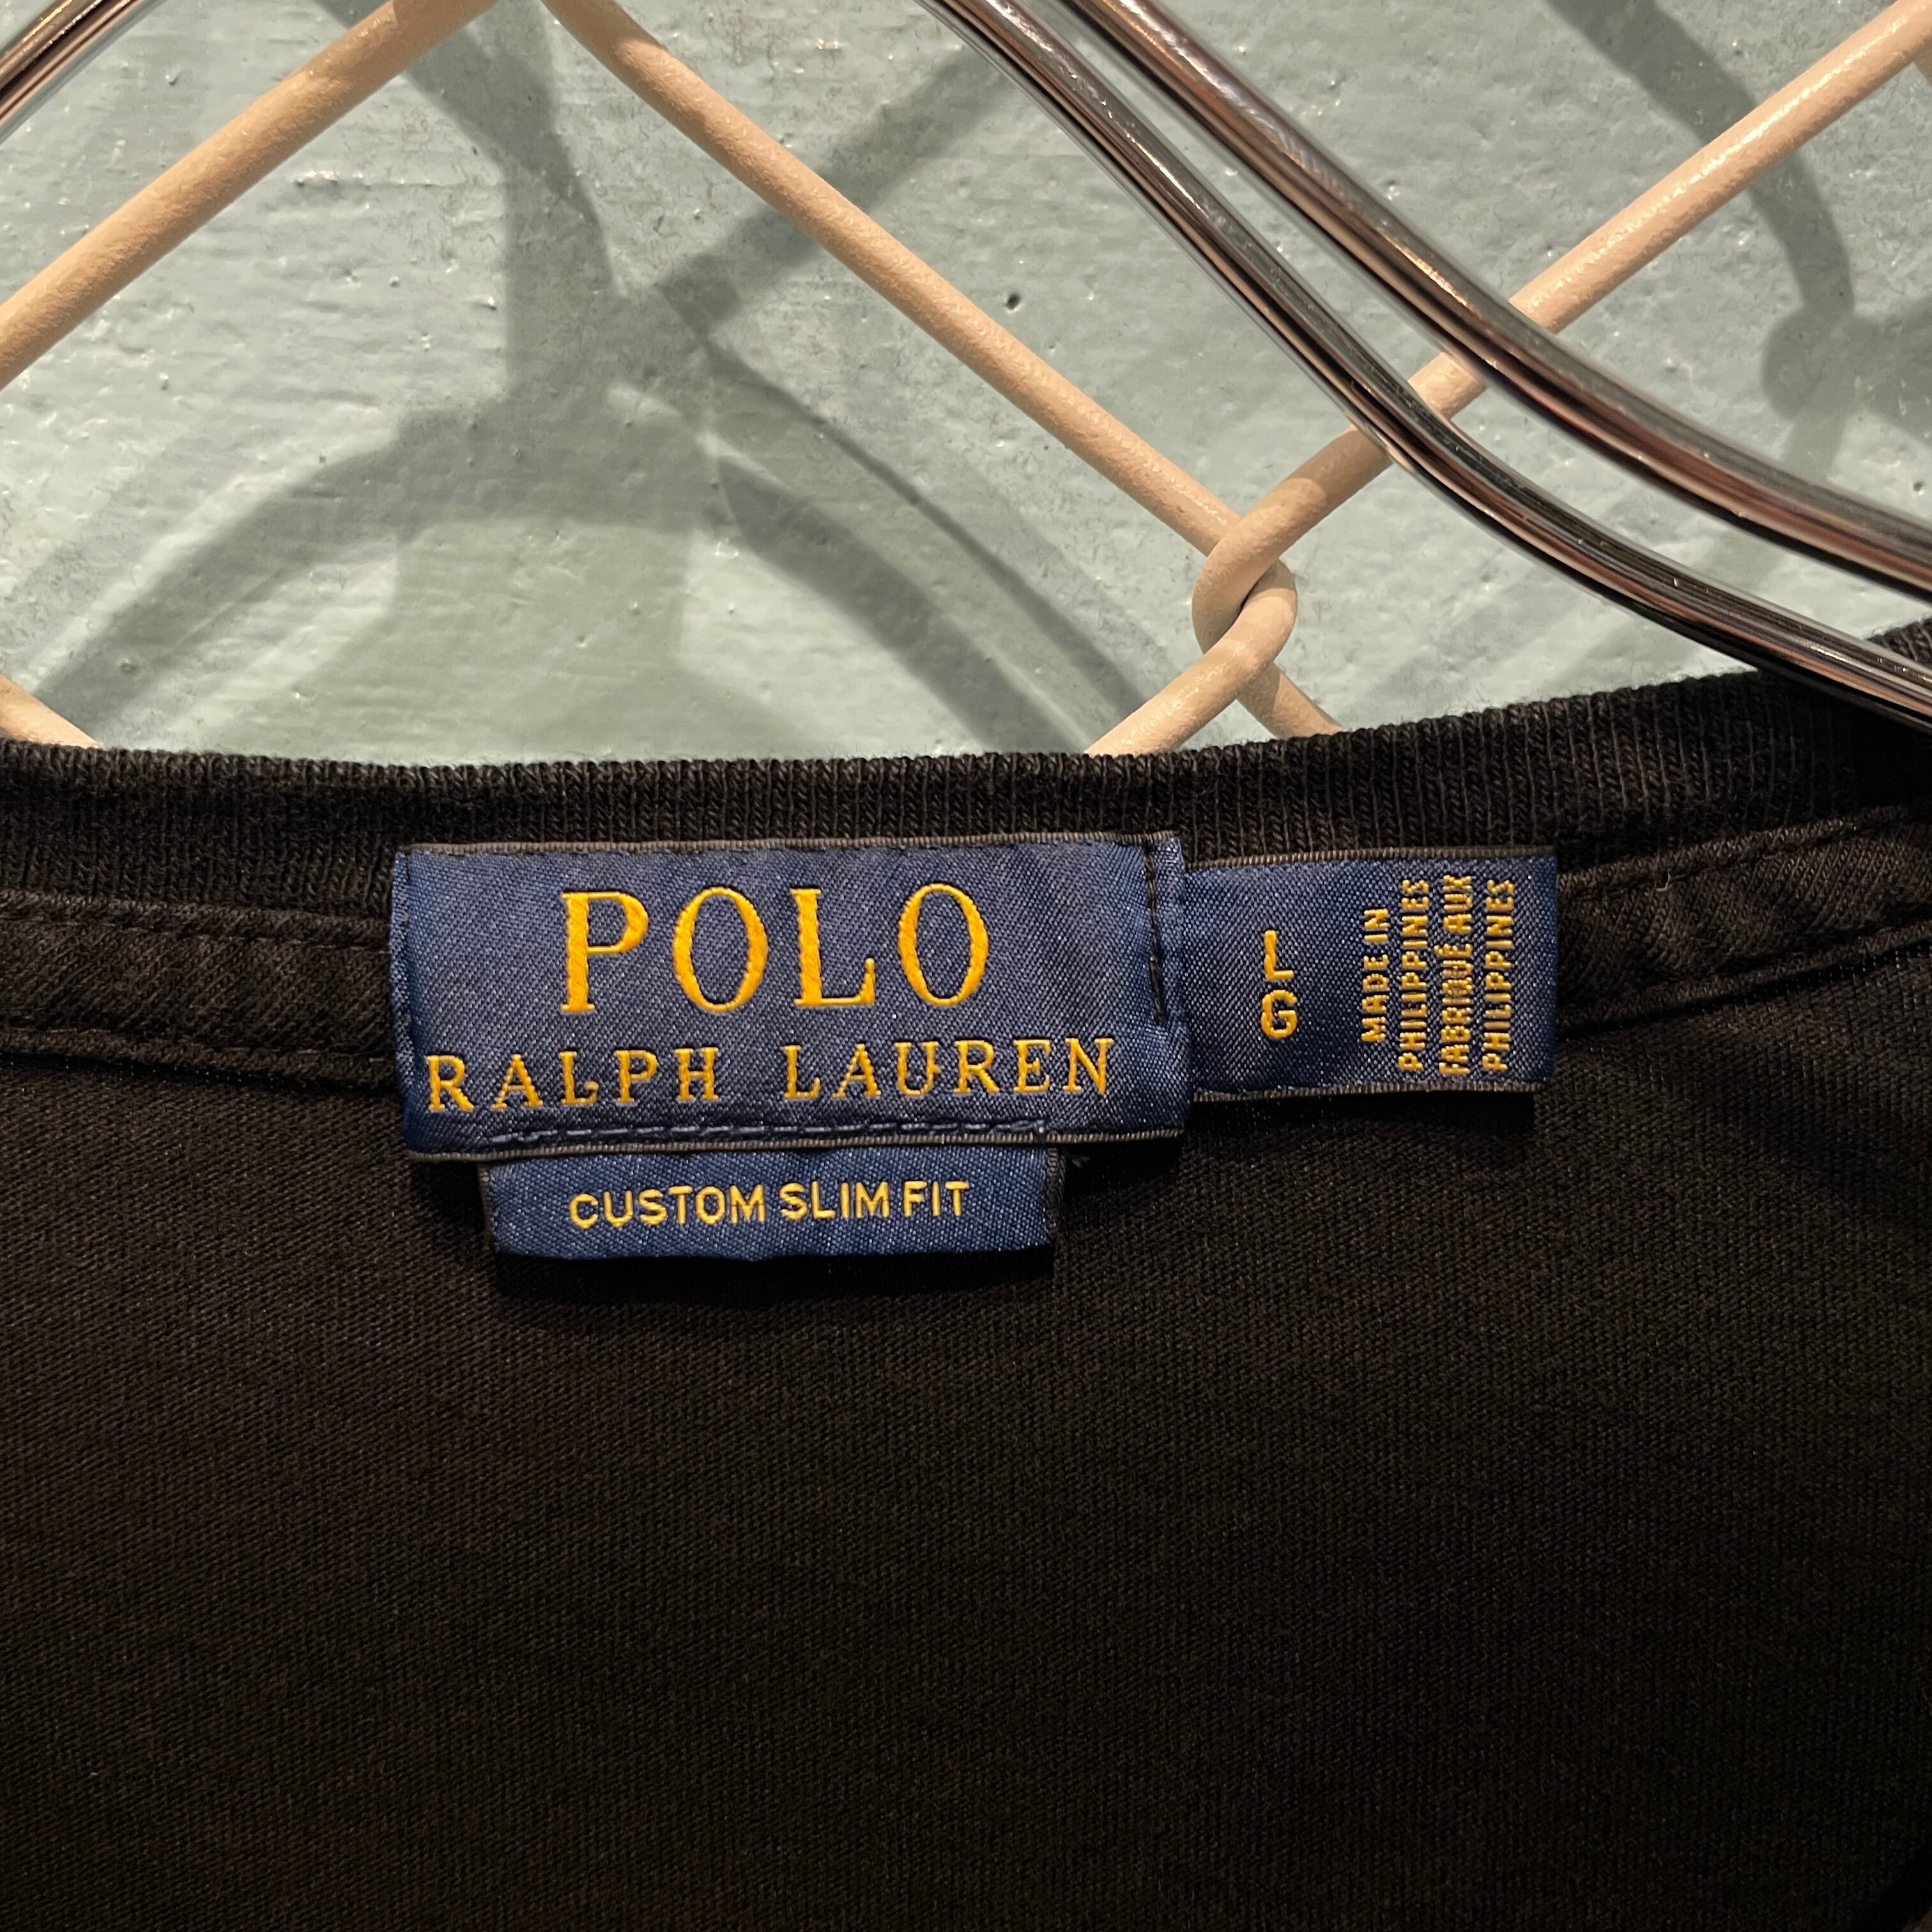 POLO
RALPH LAUREN
CUSTOM SLIM FIT
L
G
MADE IN
PHILIPPINES
FABRIQUÉ AUX
PHILIPPINES